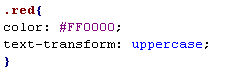 .red{
color: #FF0000;
text-transform: uppercase;
}